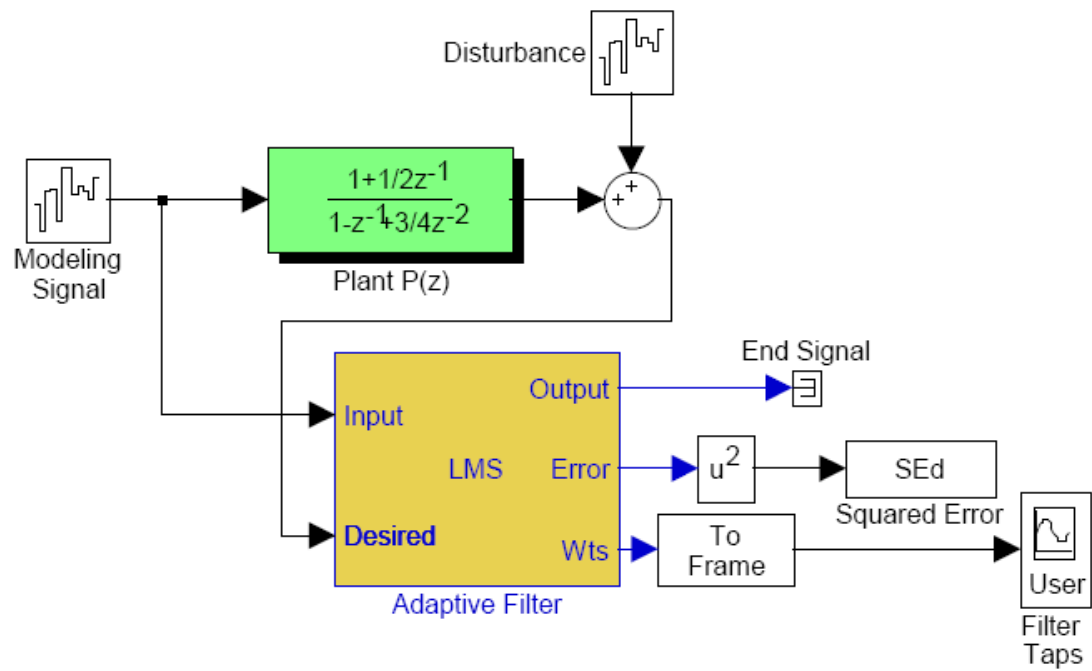 Disturbance
Modeling
Signal
1+1/2z-1
1-z-1+3/4z-2
Plant P(z)
+
+
End Signal
Output
Input
LMS
Error
u2
SEd
Squared Error
Desired
Wts
To
Frame
User
Adaptive Filter
Filter
Taps